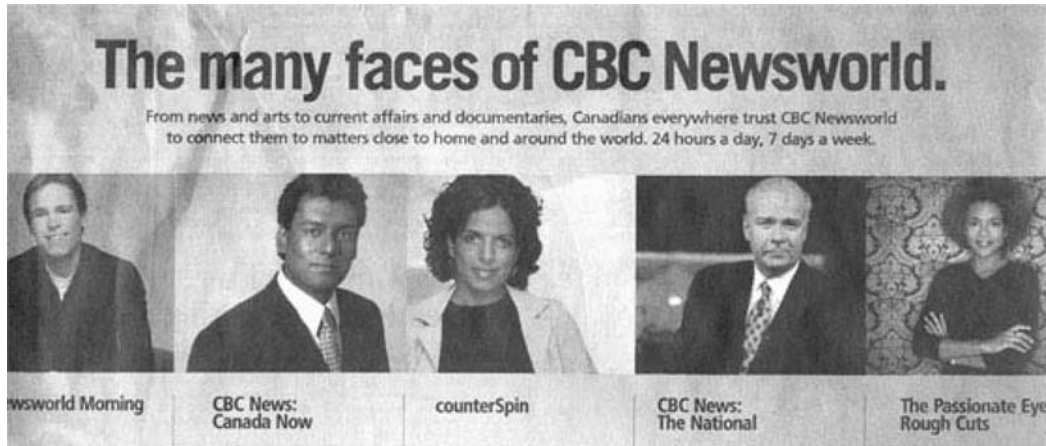 The many faces of CBC Newsworld.
From news and arts to current affairs and documentaries, Canadians everywhere trust CBC Newsworld
to connect them to matters close to home and around the world. 24 hours a day, 7 days a week.
wsworld Morning
CBC News:
Canada Now
counterSpin
CBC News:
The National
The Passionate Eye
Rough Cuts